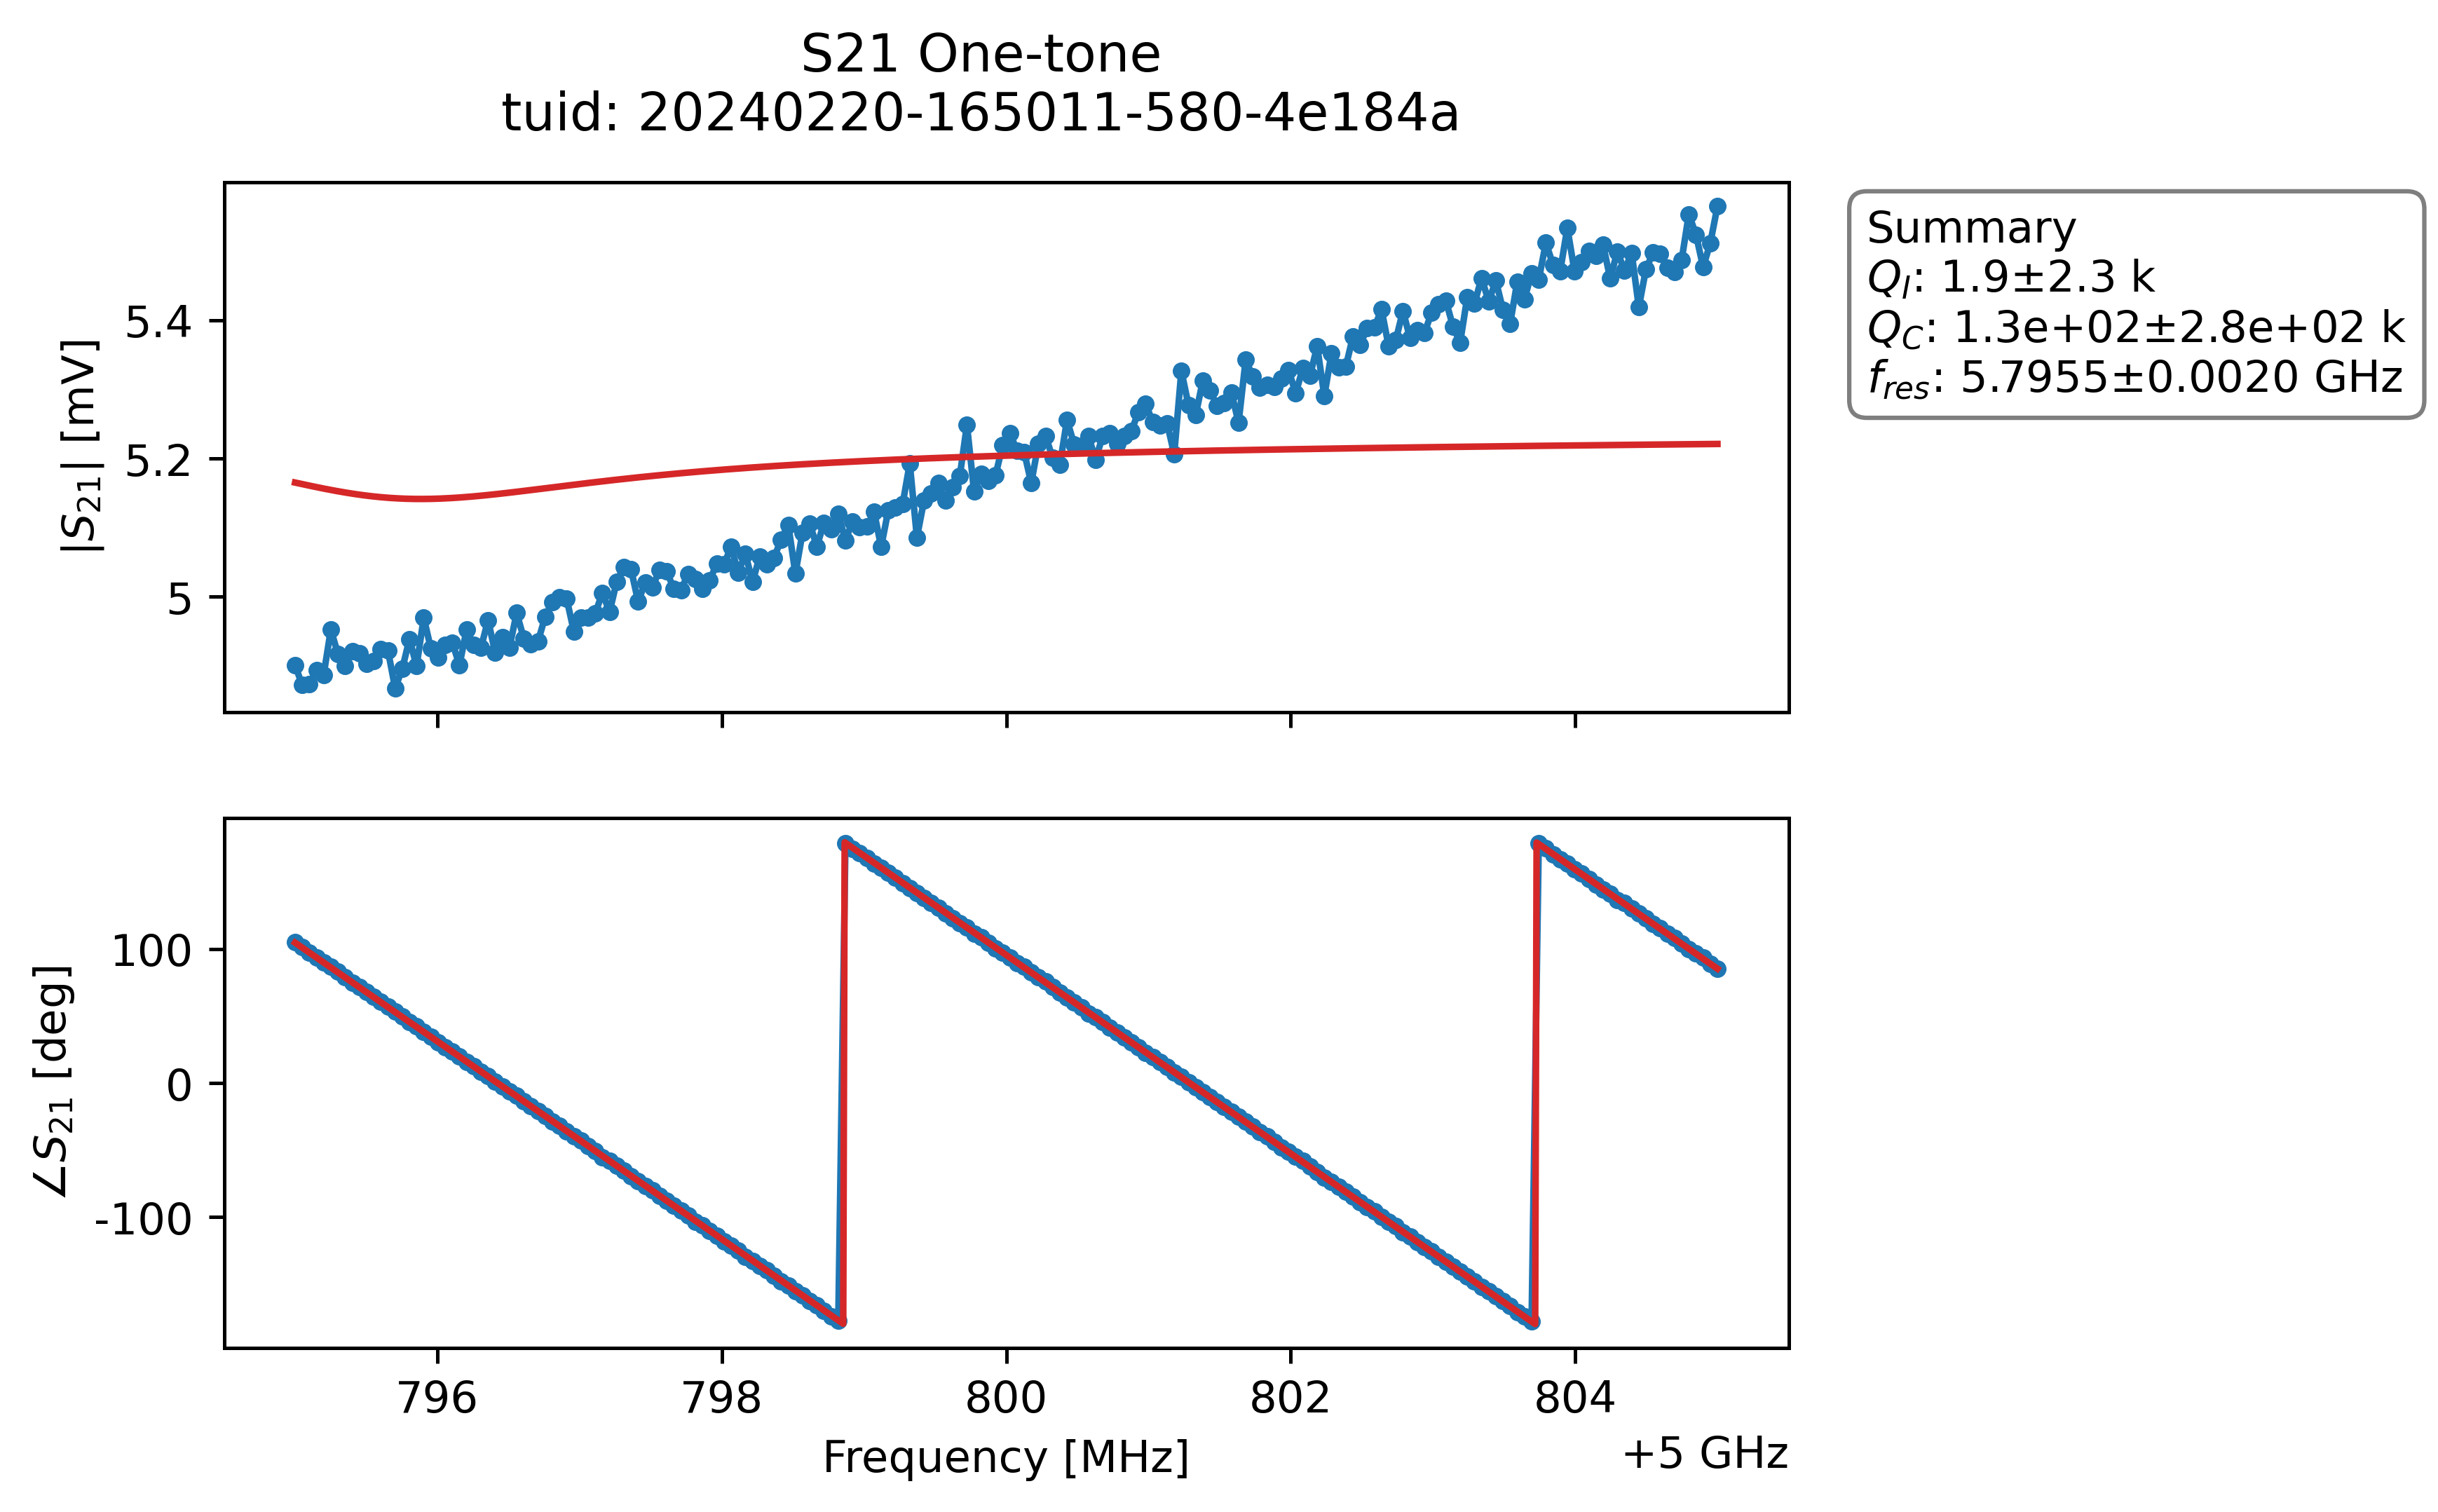 S21 One-tone
tuid: 20240220-165011-580-4e184a
|S21| [mV]
5.4
5.2
5
Summary
QI: 1.9±2.3 k
QC: 1.3e+02±2.8e+02 k
fres: 5.7955±0.0020 GHz
∠S21 [deg]
100
0
-100
796
798
800
802
804
Frequency [MHz]
+5 GHz